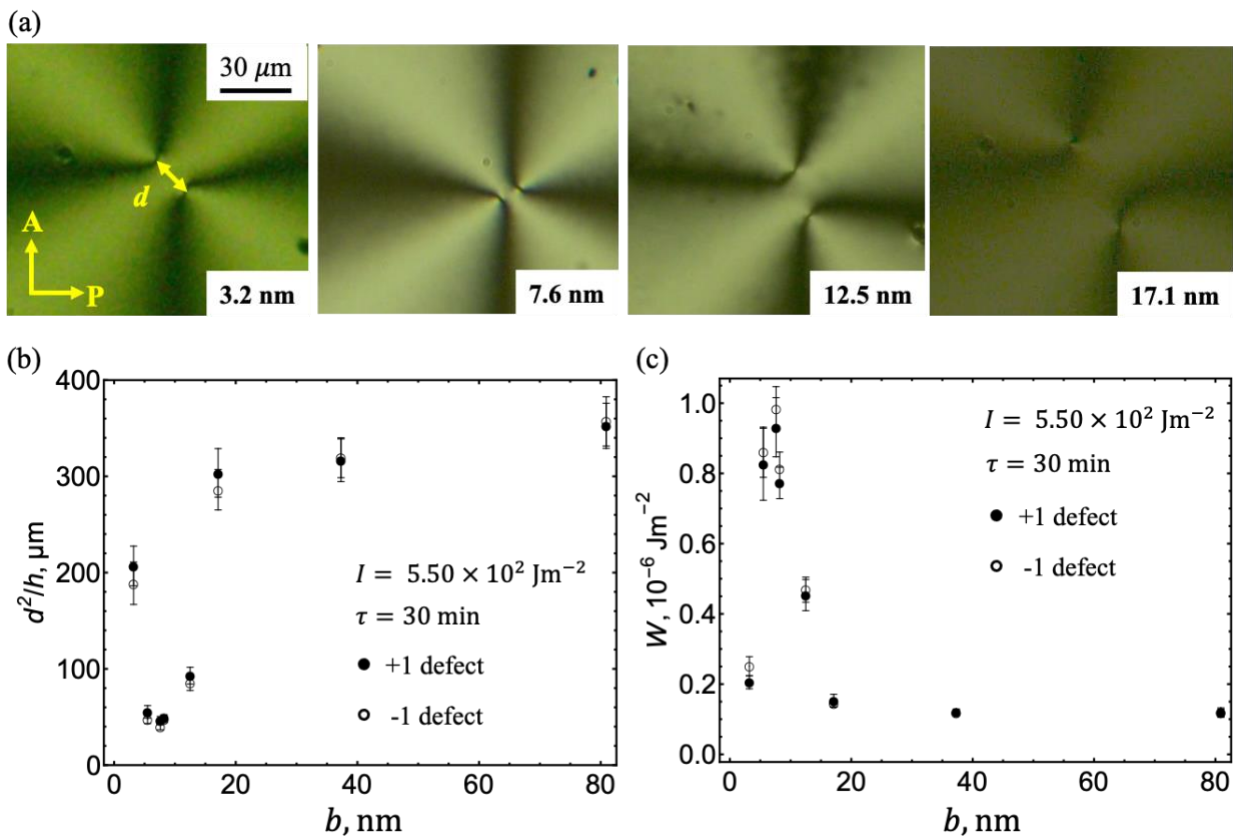 (a)
30 μm
d
A
P
3.2 nm
7.6 nm
12.5 nm
17.1 nm
(b)
400
300
200
100
0
d²/h, μm
I = 5.50 × 10² Jm⁻²
τ = 30 min
+1 defect
-1 defect
0 20 40 60 80
b, nm
(c)
1.0
0.8
0.6
0.4
0.2
0.0
W, 10⁻⁶ Jm⁻²
I = 5.50 × 10² Jm⁻²
τ = 30 min
+1 defect
-1 defect
0 20 40 60 80
b, nm